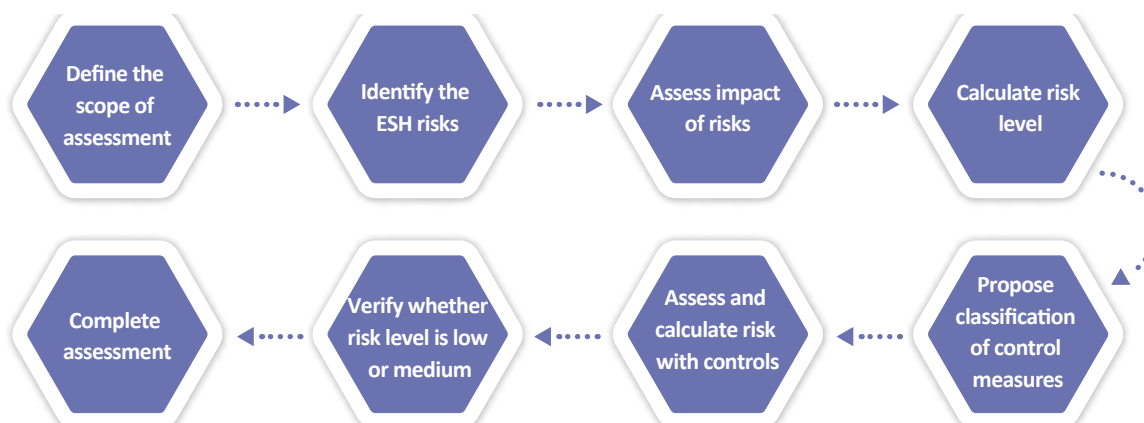 Define the
scope of
assessment
Identify the
ESH risks
Assess impact
of risks
Calculate risk
level
Propose
classification
of control
measures
Assess and
calculate risk
with controls
Verify whether
risk level is low
or medium
Complete
assessment